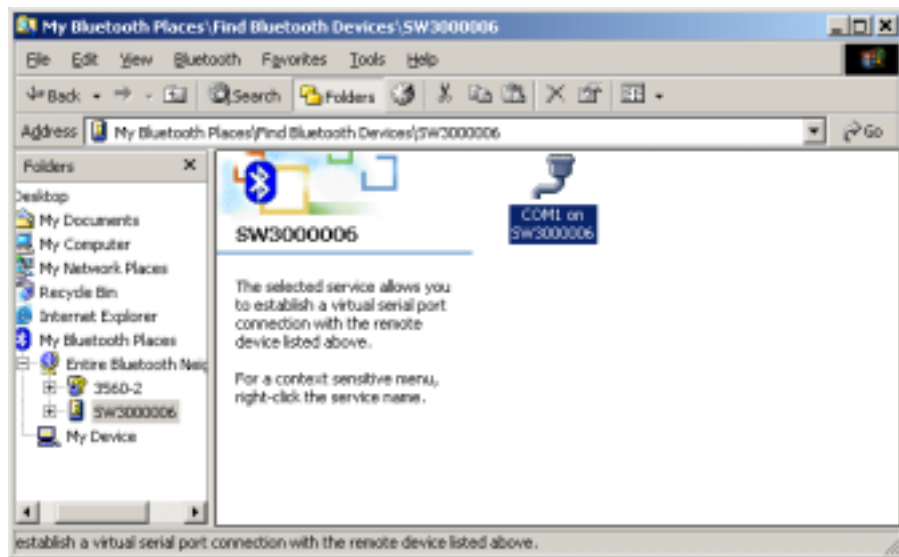 My Bluetooth Places\Find Bluetooth Devices\SW3000006
File Edit View Bluetooth Favorites Tools Help
Back Search Folders
Address My Bluetooth Places\Find Bluetooth Devices\SW3000006 Go
Folders
Desktop
My Documents
My Computer
My Network Places
Recycle Bin
Internet Explorer
My Bluetooth Places
Entire Bluetooth Neig
3560-2
SW3000006
My Device
SW3000006
The selected service allows you
to establish a virtual serial port
connection with the remote
device listed above.
For a context sensitive menu,
right-click the service name.
COM1 on
SW3000006
establish a virtual serial port connection with the remote device listed above.